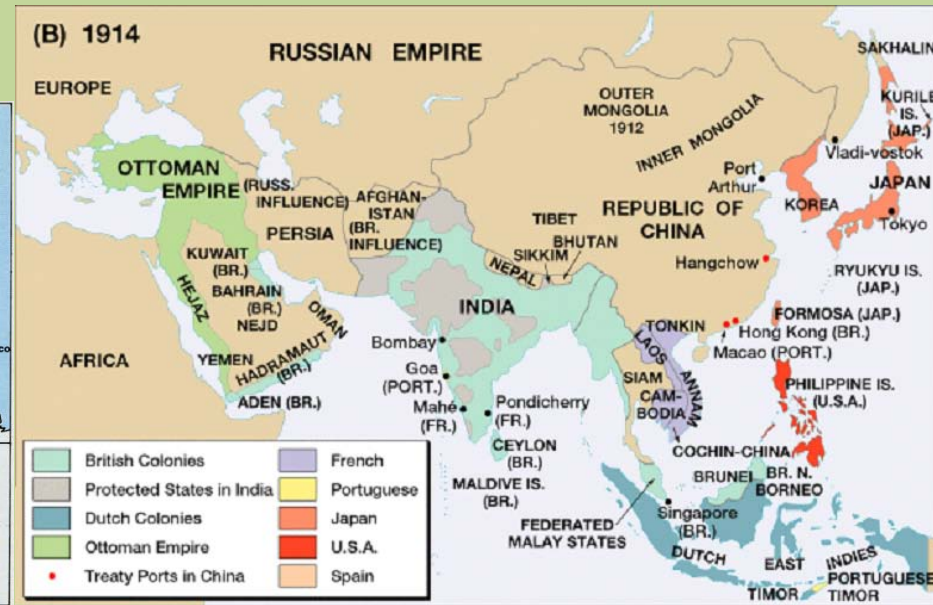 (B) 1914
RUSSIAN EMPIRE
EUROPE
SAKHALIN
KURILE
IS.
(JAP.)
OUTER
MONGOLIA
1912
INNER MONGOLIA
Vladi-vostok
OTTOMAN
EMPIRE
(RUSS.
INFLUENCE)
PERSIA
AFGHAN-
ISTAN
(BR.
INFLUENCE)
Port
Arthur
KOREA
JAPAN
Tokyo
TIBET
REPUBLIC OF
CHINA
SIKKIM
BHUTAN
NEPAL
Hangchow
KUWAIT
(BR.)
BAHRAIN
(BR.)
NEJD
HEJAZ
OMAN
HADRAMAUT
(BR.)
YEMEN
ADEN (BR.)
AFRICA
INDIA
Bombay
Goa
(PORT.)
Mahé
(FR.)
Pondicherry
(FR.)
CEYLON
(BR.)
MALDIVE IS.
(BR.)
RYUKYU IS.
(JAP.)
FORMOSA (JAP.)
TONKIN
Hong Kong (BR.)
Macao (PORT.)
LAOS
ANNAM
SIAM
CAM-
BODIA
PHILIPPINE IS.
(U.S.A.)
COCHIN-CHINA
BRUNEI
BR. N.
BORNEO
FEDERATED
MALAY STATES
Singapore
(BR.)
DUTCH
EAST
INDIES
TIMOR
PORTUGUESE
TIMOR
British Colonies
Protected States in India
Dutch Colonies
Ottoman Empire
Treaty Ports in China
French
Portuguese
Japan
U.S.A.
Spain